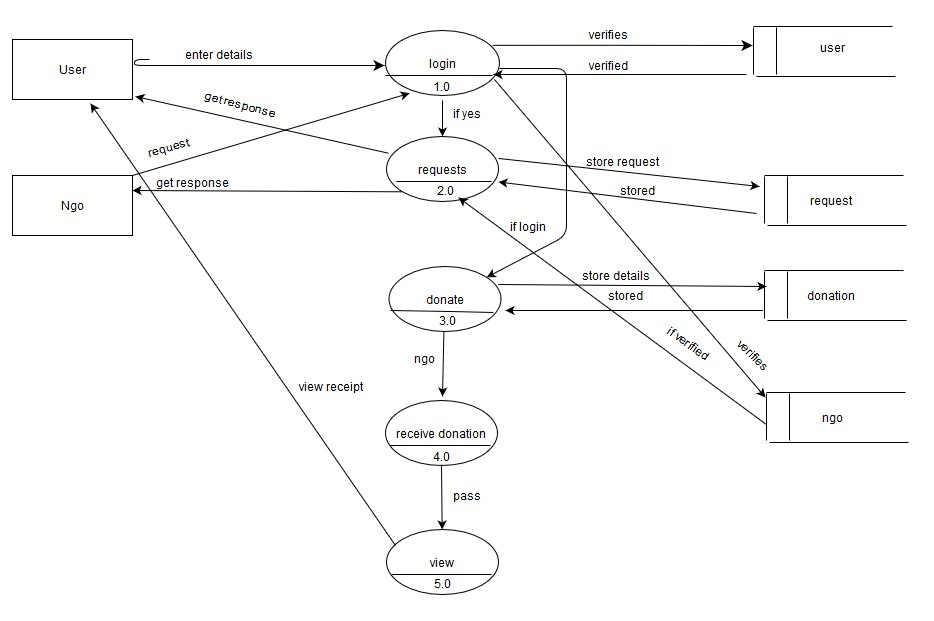 User
enter details
login
1.0
verifies
verified
user
get response
request
if yes
Ngo
get response
requests
2.0
store request
stored
request
if login
donate
3.0
store details
stored
donation
ngo
if verified
verifies
ngo
view receipt
receive donation
4.0
pass
view
5.0